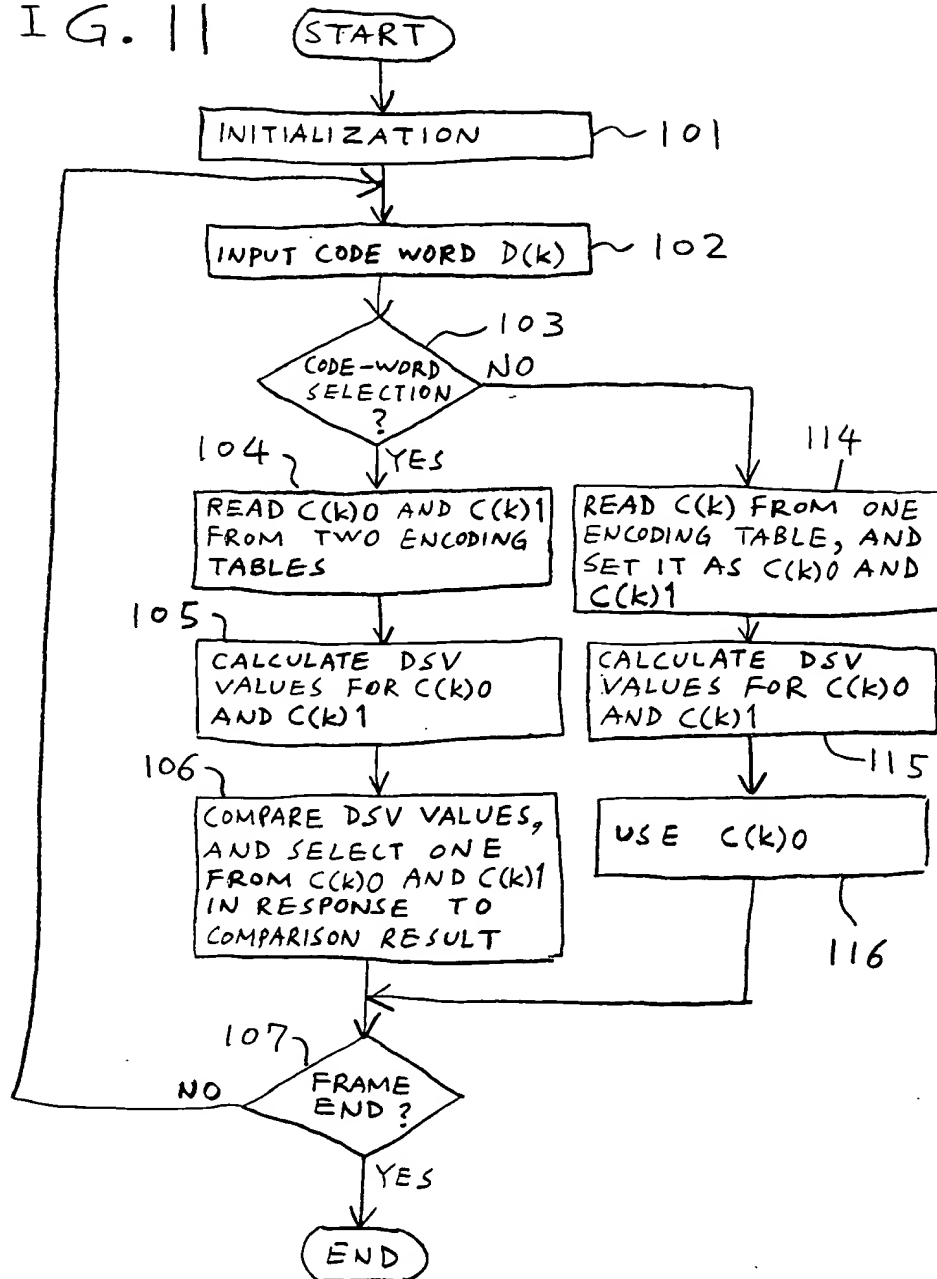 IG. 11
START
INITIALIZATION
101
INPUT CODE WORD D(k)
102
103
CODE-WORD
SELECTION
?
NO
YES
104
READ C(k)0 AND C(k)1
FROM TWO ENCODING
TABLES
114
READ C(k) FROM ONE
ENCODING TABLE, AND
SET IT AS C(k)0 AND
C(k)1
105
CALCULATE DSV
VALUES FOR C(k)0
AND C(k)1
CALCULATE DSV
VALUES FOR C(k)0
AND C(k)1
115
106
COMPARE DSV VALUES,
AND SELECT ONE
FROM C(k)0 AND C(k)1
IN RESPONSE TO
COMPARISON RESULT
USE C(k)0
116
107
FRAME
END?
NO
YES
END